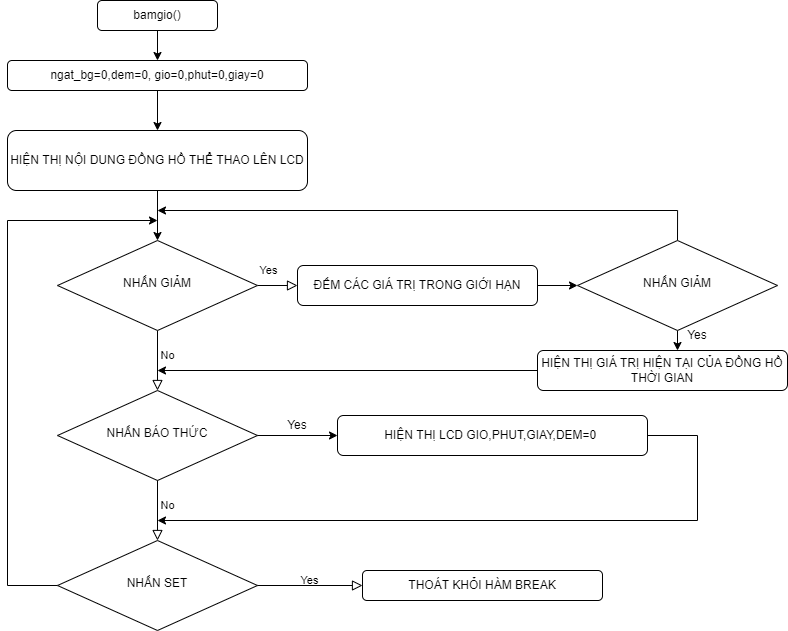 bamgio()
ngat_bg=0,dem=0, gio=0,phut=0,giay=0
HIỆN THỊ NỘI DUNG ĐỒNG HỒ THỂ THAO LÊN LCD
NHẤN GIẢM
Yes
ĐẾM CÁC GIÁ TRỊ TRONG GIỚI HẠN
NHẤN GIẢM
Yes
No
HIỆN THỊ GIÁ TRỊ HIỆN TẠI CỦA ĐỒNG HỒ
THỜI GIAN
NHẤN BÁO THỨC
Yes
HIỆN THỊ LCD GIO,PHUT,GIAY,DEM=0
No
NHẤN SET
Yes
THOÁT KHỎI HÀM BREAK